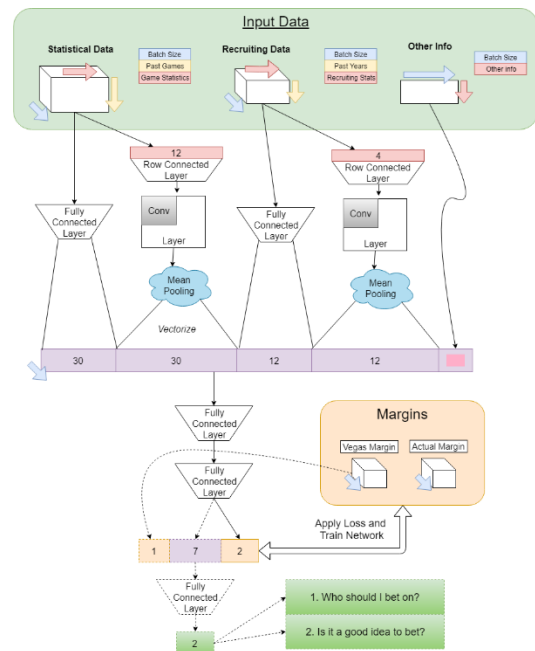 Input Data
Statistical Data
Batch Size
Past Games
Game Statistics
Recruiting Data
Batch Size
Past Years
Recruiting Stats
Other Info
Batch Size
Other info
12
Row Connected
Layer
4
Row Connected
Layer
Fully
Connected
Layer
Conv
Layer
Fully
Connected
Layer
Conv
Layer
Mean
Pooling
Mean
Pooling
Vectorize
30
30
12
12
Fully
Connected
Layer
Margins
Vegas Margin
Actual Margin
Fully
Connected
Layer
Apply Loss and
Train Network
1
7
2
Fully
Connected
Layer
1. Who should I bet on?
2
2. Is it a good idea to bet?